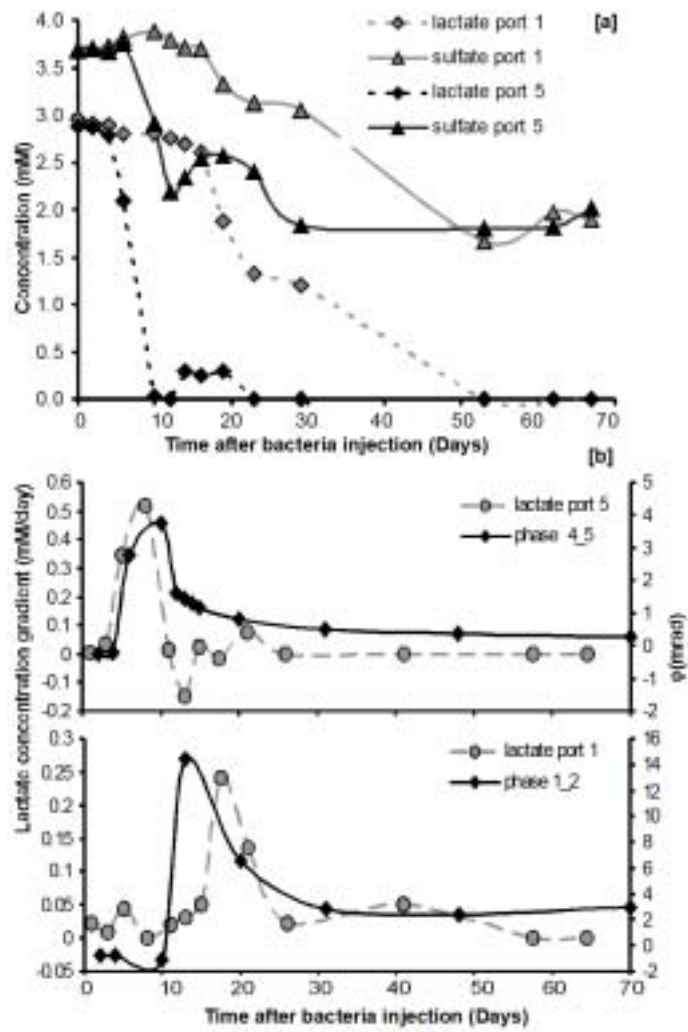 [a]
lactate port 1
sulfate port 1
lactate port 5
sulfate port 5
Concentration (mM)
4.0
3.5
3.0
2.5
2.0
1.5
1.0
0.5
0.0
0 10 20 30 40 50 60 70
Time after bacteria injection (Days)
[b]
Lactate concentration gradient (mM/day)
0.6
0.5
0.4
0.3
0.2
0.1
0
-0.1
-0.2
lactate port 5
phase 4_5
5
4
3
2
1
0
-1
-2
φ(mrad)
0.3
0.25
0.2
0.15
0.1
0.05
0
-0.05
lactate port 1
phase 1_2
16
14
12
10
8
6
4
2
0
-2
0 10 20 30 40 50 60 70
Time after bacteria injection (Days)